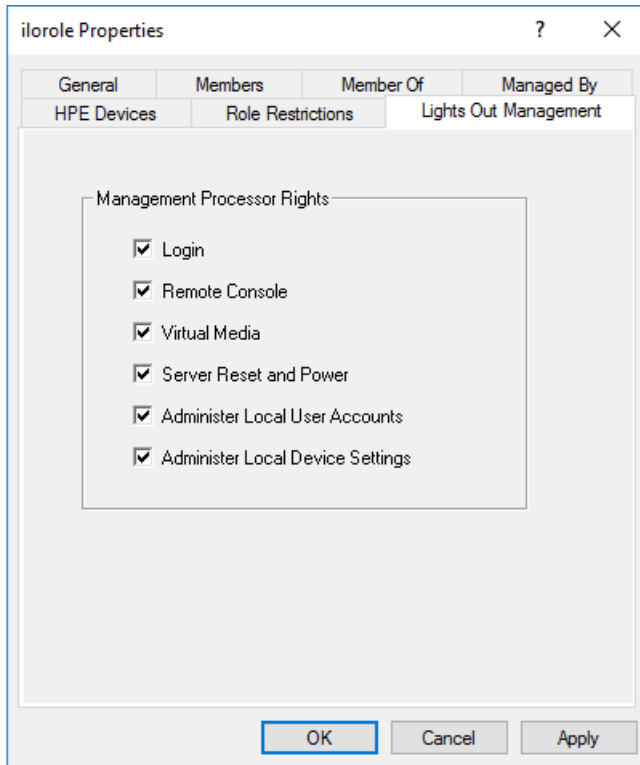 ilorole Properties
?
General Members Member Of Managed By
HPE Devices Role Restrictions Lights Out Management
Management Processor Rights
Login
Remote Console
Virtual Media
Server Reset and Power
Administer Local User Accounts
Administer Local Device Settings
OK Cancel Apply